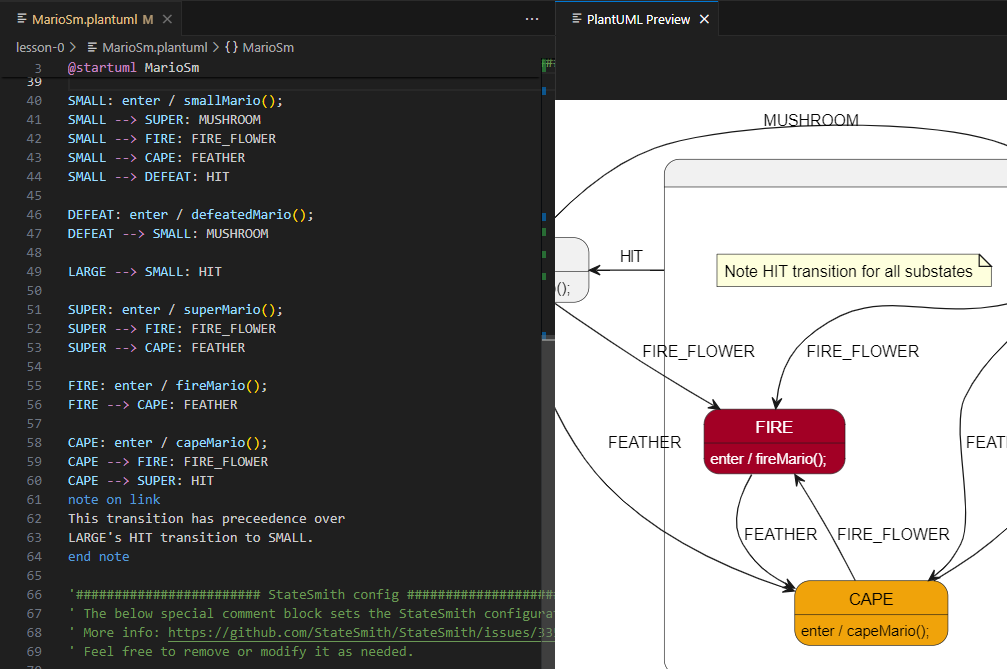 MarioSm.plantuml M
PlantUML Preview
lesson-0 > MarioSm.plantuml > {} MarioSm
3 @startuml MarioSm
39
40 SMALL: enter / smallMario();
41 SMALL --> SUPER: MUSHROOM
42 SMALL --> FIRE: FIRE_FLOWER
43 SMALL --> CAPE: FEATHER
44 SMALL --> DEFEAT: HIT
45
46 DEFEAT: enter / defeatedMario();
47 DEFEAT --> SMALL: MUSHROOM
48
49 LARGE --> SMALL: HIT
50
51 SUPER: enter / superMario();
52 SUPER --> FIRE: FIRE_FLOWER
53 SUPER --> CAPE: FEATHER
54
55 FIRE: enter / fireMario();
56 FIRE --> CAPE: FEATHER
57
58 CAPE: enter / capeMario();
59 CAPE --> FIRE: FIRE_FLOWER
60 CAPE --> SUPER: HIT
61 note on link
62 This transition has preceedence over
63 LARGE's HIT transition to SMALL.
64 end note
65
66 '######################## StateSmith config ###################
67 ' The below special comment block sets the StateSmith configurat
68 ' More info: https://github.com/StateSmith/StateSmith/issues/33
69 ' Feel free to remove or modify it as needed.
MUSHROOM
HIT
();
Note HIT transition for all substates
FIRE_FLOWER
FIRE_FLOWER
FIRE
enter / fireMario();
FEATHER
FEAT
FEATHER
FIRE_FLOWER
CAPE
enter / capeMario();